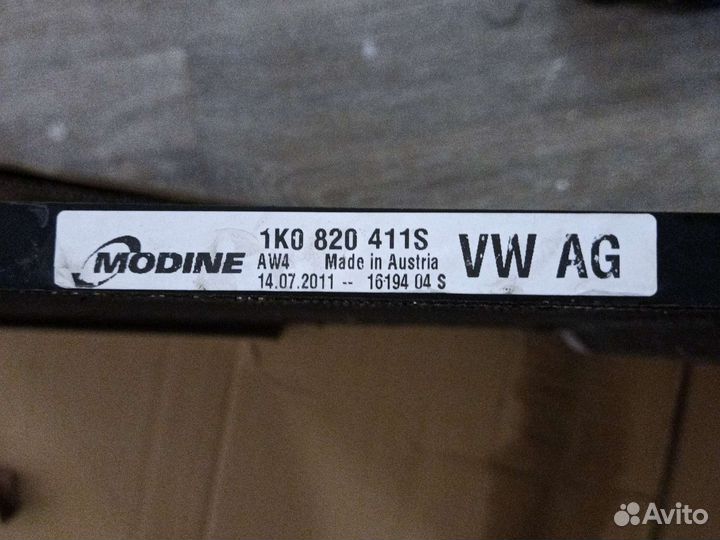 MODINE
1K0 820 411S
AW4 Made in Austria
14.07.2011 -- 16194 04 S
VW AG
Avito